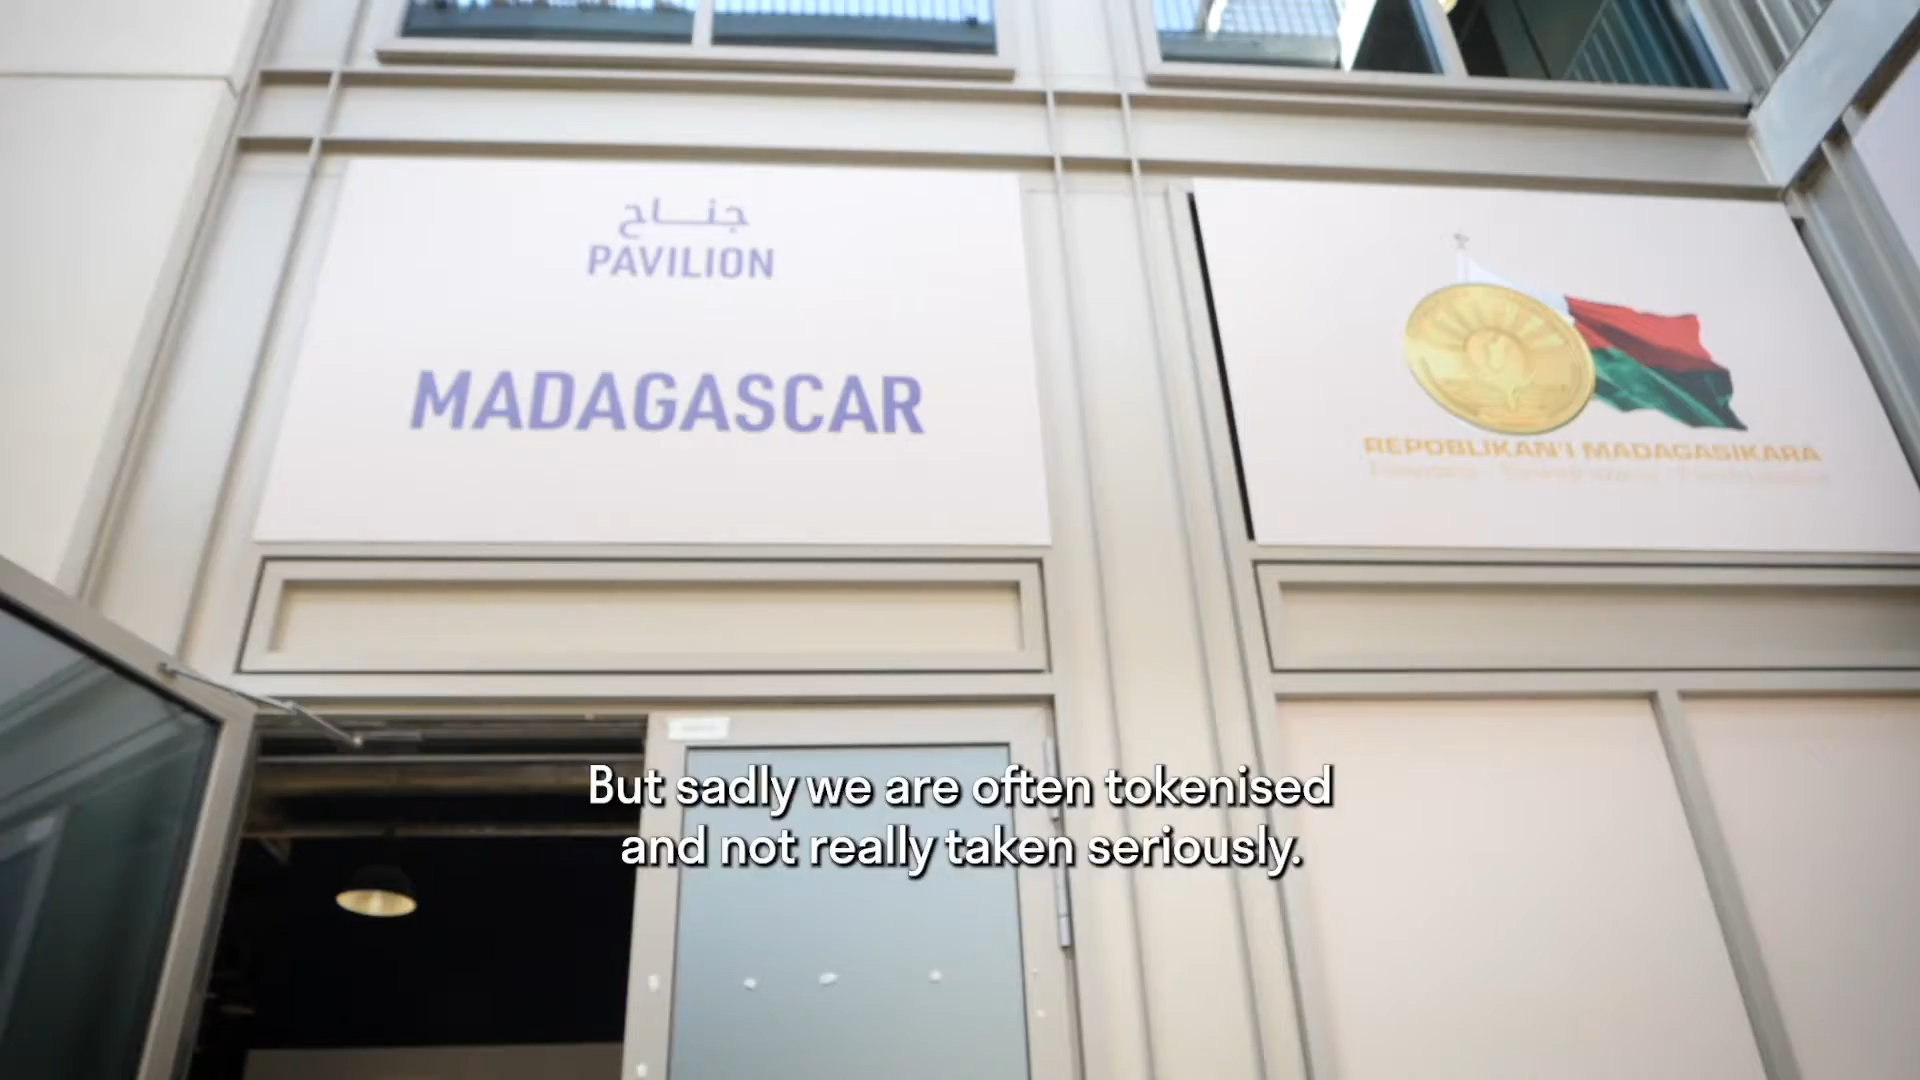 جناح
PAVILION
MADAGASCAR
REPOBLIKAN'I MADAGASIKARA
But sadly we are often tokenised
and not really taken seriously.